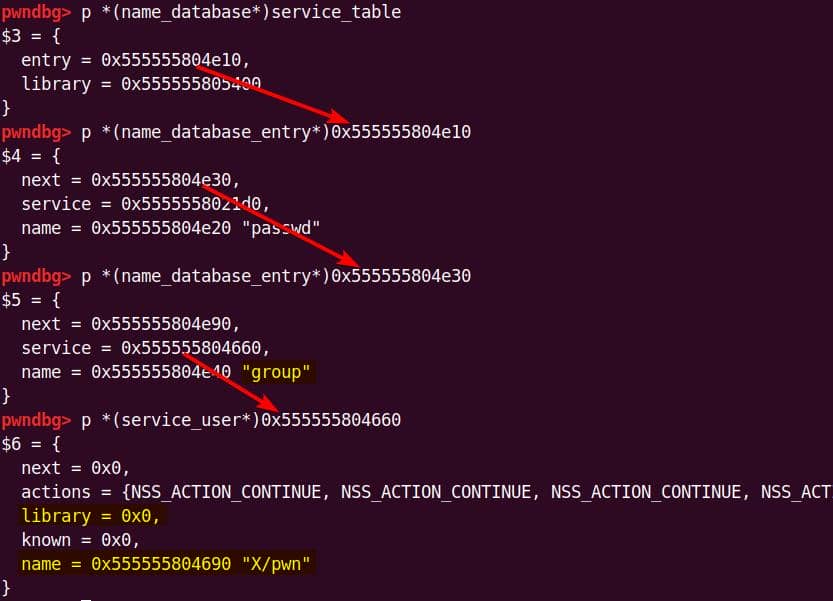 pwndbg> p *(name_database*)service_table
$3 = {
  entry = 0x555555804e10,
  library = 0x555555805400
}
pwndbg> p *(name_database_entry*)0x555555804e10
$4 = {
  next = 0x555555804e30,
  service = 0x5555558021d0,
  name = 0x555555804e20 "passwd"
}
pwndbg> p *(name_database_entry*)0x555555804e30
$5 = {
  next = 0x555555804e90,
  service = 0x555555804660,
  name = 0x555555804e40 "group"
}
pwndbg> p *(service_user*)0x555555804660
$6 = {
  next = 0x0,
  actions = {NSS_ACTION_CONTINUE, NSS_ACTION_CONTINUE, NSS_ACTION_CONTINUE, NSS_ACT
  library = 0x0,
  known = 0x0,
  name = 0x555555804690 "X/pwn"
}